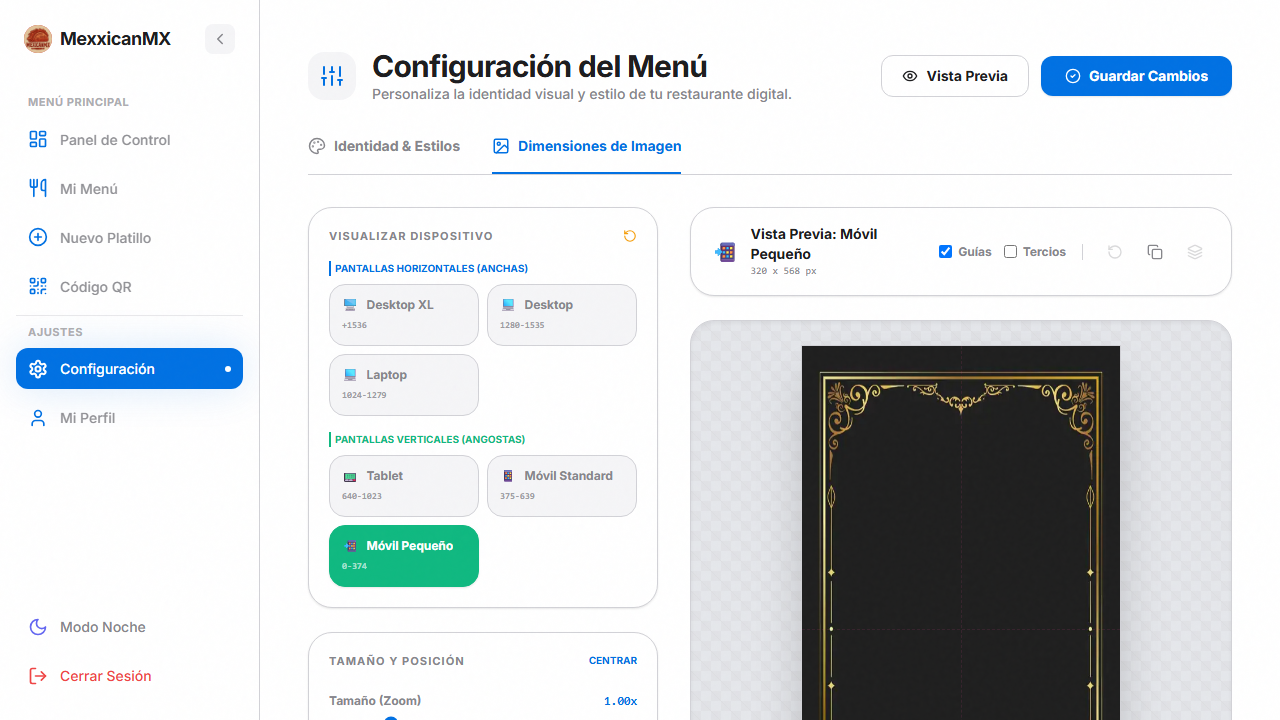 MexxicanMX
MENÚ PRINCIPAL
Panel de Control
Mi Menú
Nuevo Platillo
Código QR
AJUSTES
Configuración
Mi Perfil
Modo Noche
Cerrar Sesión
Configuración del Menú
Personaliza la identidad visual y estilo de tu restaurante digital.
Vista Previa
Guardar Cambios
Identidad & Estilos
Dimensiones de Imagen
VISUALIZAR DISPOSITIVO
PANTALLAS HORIZONTALES (ANCHAS)
Desktop XL
+1536
Desktop
1280-1535
Laptop
1024-1279
PANTALLAS VERTICALES (ANGOSTAS)
Tablet
640-1023
Móvil Standard
375-639
Móvil Pequeño
0-374
TAMAÑO Y POSICIÓN
CENTRAR
Tamaño (Zoom)
1.00x
Vista Previa: Móvil
Pequeño
320 x 568 px
Guías
Tercios